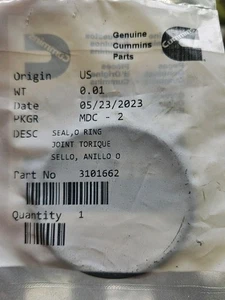 Genuine
Cummins
Parts
Origin US
WT 0.01
Date 05/23/2023
PKGR MDC - 2
DESC SEAL,O RING
JOINT TORIQUE
SELLO, ANILLO O
Part No 3101662
Quantity 1